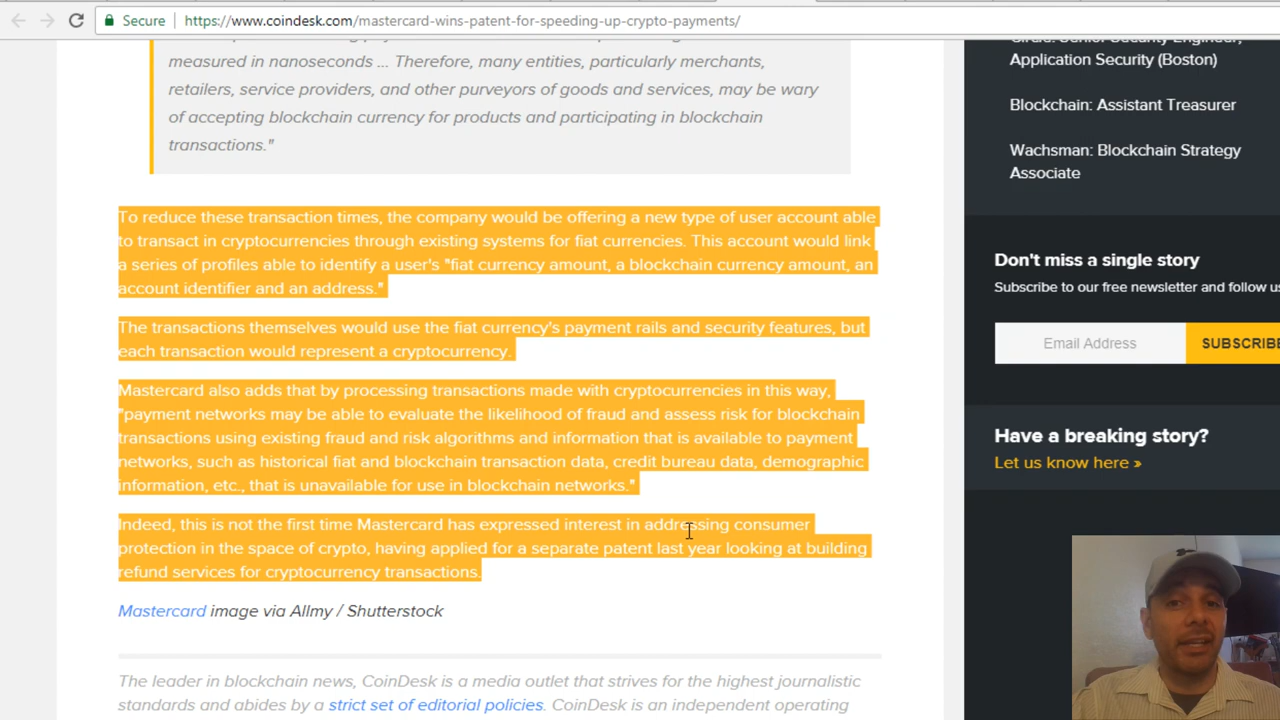 Secure https://www.coindesk.com/mastercard-wins-patent-for-speeding-up-crypto-payments/
measured in nanoseconds ... Therefore, many entities, particularly merchants,
retailers, service providers, and other purveyors of goods and services, may be wary
of accepting blockchain currency for products and participating in blockchain
transactions."
To reduce these transaction times, the company would be offering a new type of user account able
to transact in cryptocurrencies through existing systems for fiat currencies. This account would link
a series of profiles able to identify a user's "fiat currency amount, a blockchain currency amount, an
account identifier and an address."
The transactions themselves would use the fiat currency's payment rails and security features, but
each transaction would represent a cryptocurrency.
Mastercard also adds that by processing transactions made with cryptocurrencies in this way,
"payment networks may be able to evaluate the likelihood of fraud and assess risk for blockchain
transactions using existing fraud and risk algorithms and information that is available to payment
networks, such as historical fiat and blockchain transaction data, credit bureau data, demographic
information, etc., that is unavailable for use in blockchain networks."
Indeed, this is not the first time Mastercard has expressed interest in addressing consumer
protection in the space of crypto, having applied for a separate patent last year looking at building
refund services for cryptocurrency transactions.
Mastercard image via Allmy / Shutterstock
The leader in blockchain news, CoinDesk is a media outlet that strives for the highest journalistic
standards and abides by a strict set of editorial policies. CoinDesk is an independent operating
Circle: Senior Security Engineer,
Application Security (Boston)
Blockchain: Assistant Treasurer
Wachsman: Blockchain Strategy
Associate
Don't miss a single story
Subscribe to our free newsletter and follow us
Email Address
SUBSCRIBE
Have a breaking story?
Let us know here »